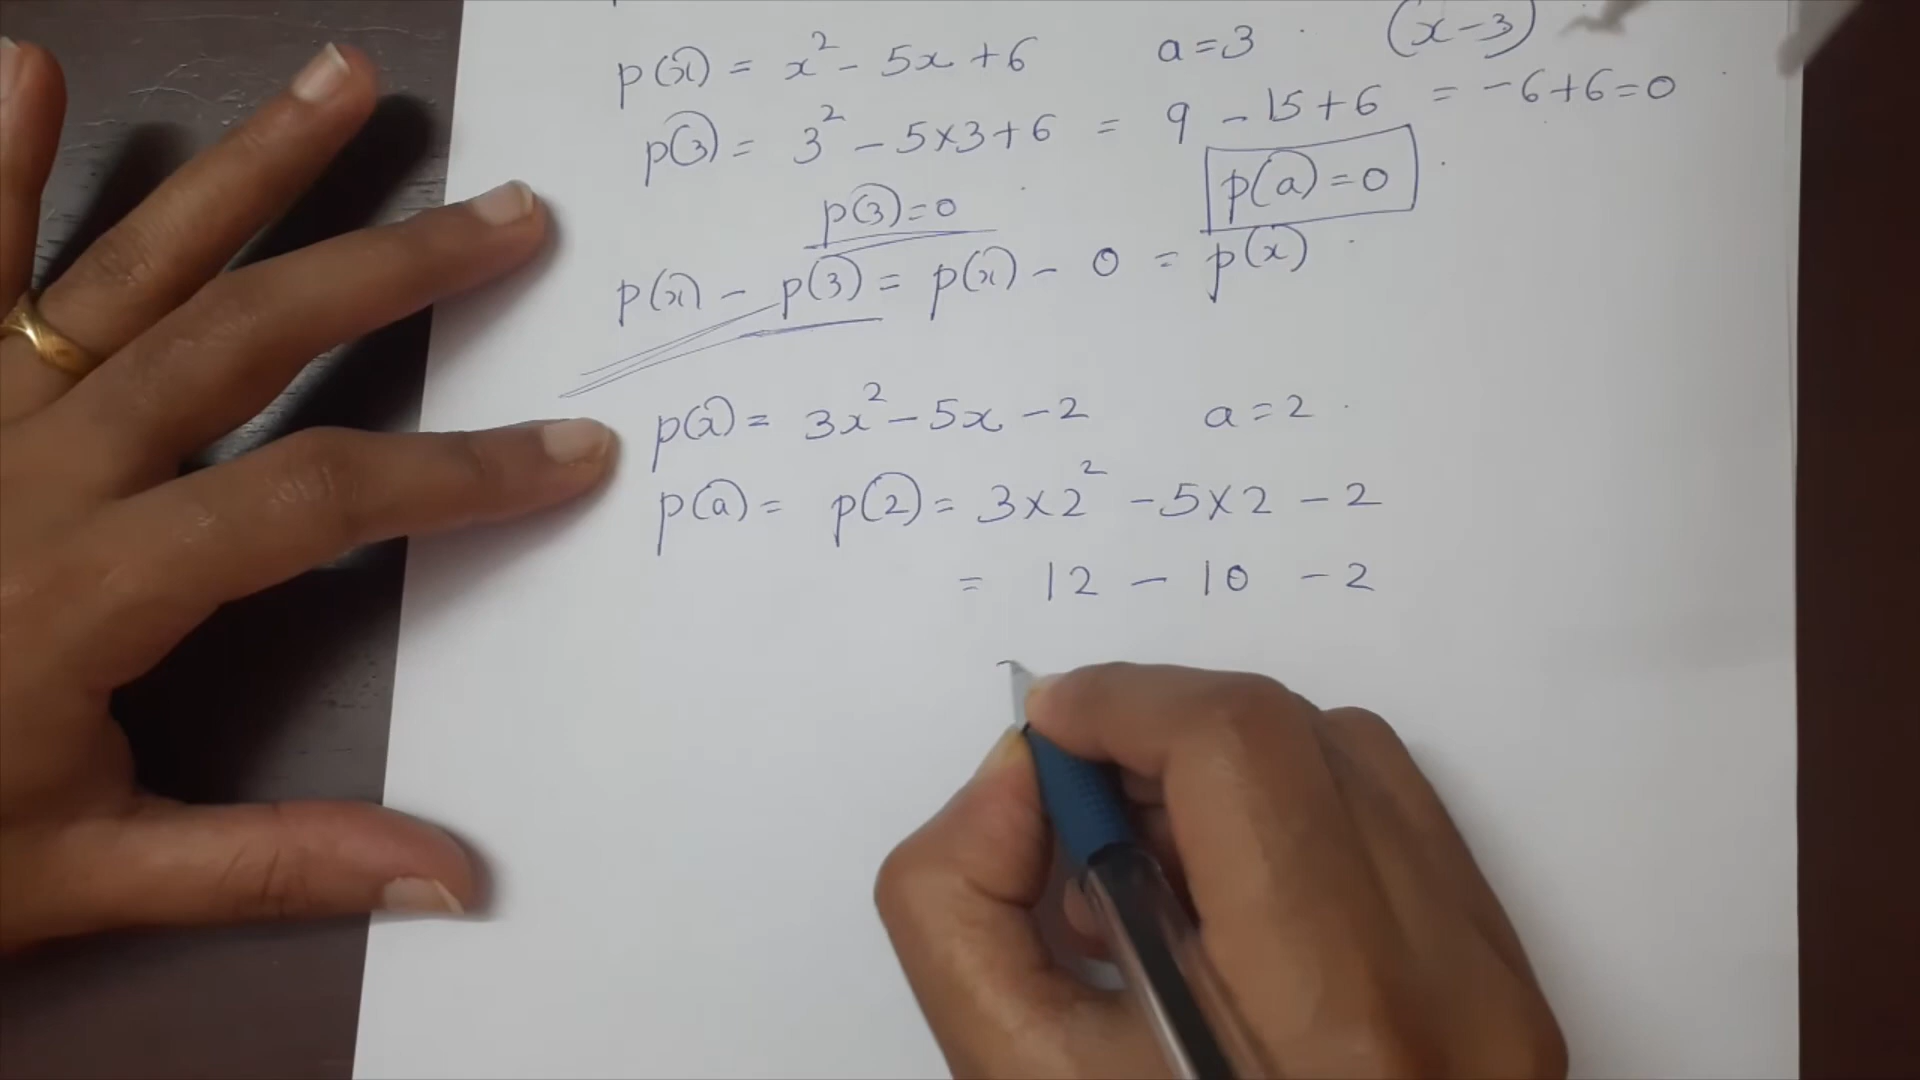 p(x) = x² - 5x + 6 a = 3 (x-3)
p(3) = 3² - 5×3 + 6 = 9 - 15 + 6 = -6+6=0
p(3)=0 p(a)=0
p(x) - p(3) = p(x) - 0 = p(x)
p(x) = 3x² - 5x - 2 a = 2
p(a) = p(2) = 3×2² - 5×2 - 2
= 12 - 10 - 2